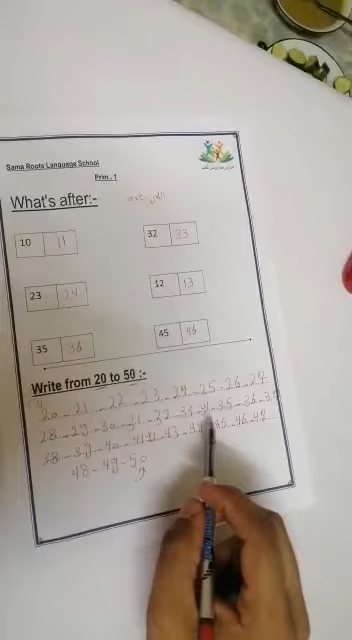 Sama Roots Language School
Prim . 1
What's after:-
10 11
32 33
23 24
12 13
35 36
45 46
Write from 20 to 50 :-
20 .. 21 ... 22 ... 23 .. 24 ... 25 .. 26 .. 27
28 .. 29 .. 30 .. 31 .. 32 .. 33 .. 35 .. 36 .. 37
38 .. 39 .. 40 .. 41 .. 42 .. 43 .. 44 .. 45 .. 46 .. 47
48 - 49 - 50